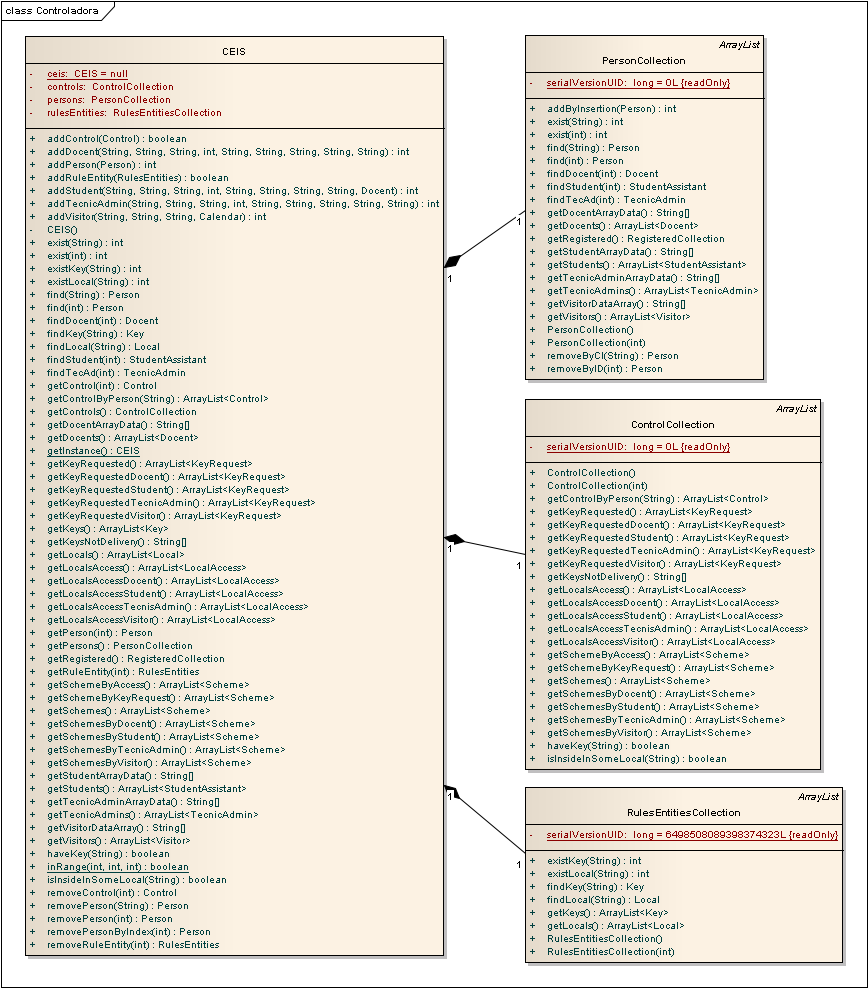 class Controladora
CEIS
- ceis: CEIS = null
- controls: ControlCollection
- persons: PersonCollection
- rulesEntities: RulesEntitiesCollection
+ addControl(Control) : boolean
+ addDocent(String, String, String, int, String, String, String, String, String) : int
+ addPerson(Person) : int
+ addRuleEntity(RulesEntities) : boolean
+ addStudent(String, String, String, int, String, String, String, String, Docent) : int
+ addTecnicAdmin(String, String, String, int, String, String, String, String, String) : int
+ addVisitor(String, String, String, Calendar) : int
- CEIS()
+ exist(String) : int
+ exist(int) : int
+ existKey(String) : int
+ existLocal(String) : int
+ find(String) : Person
+ find(int) : Person
+ findDocent(int) : Docent
+ findKey(String) : Key
+ findLocal(String) : Local
+ findStudent(int) : StudentAssistant
+ findTecAd(int) : TecnicAdmin
+ getControl(int) : Control
+ getControlByPerson(String) : ArrayList<Control>
+ getControls() : ControlCollection
+ getDocentArrayData() : String[]
+ getDocents() : ArrayList<Docent>
+ getInstance() : CEIS
+ getKeyRequested() : ArrayList<KeyRequest>
+ getKeyRequestedDocent() : ArrayList<KeyRequest>
+ getKeyRequestedStudent() : ArrayList<KeyRequest>
+ getKeyRequestedTecnicAdmin() : ArrayList<KeyRequest>
+ getKeyRequestedVisitor() : ArrayList<KeyRequest>
+ getKeys() : ArrayList<Key>
+ getKeysNotDelivery() : String[]
+ getLocals() : ArrayList<Local>
+ getLocalsAccess() : ArrayList<LocalAccess>
+ getLocalsAccessDocent() : ArrayList<LocalAccess>
+ getLocalsAccessStudent() : ArrayList<LocalAccess>
+ getLocalsAccessTecnisAdmin() : ArrayList<LocalAccess>
+ getLocalsAccessVisitor() : ArrayList<LocalAccess>
+ getPerson(int) : Person
+ getPersons() : PersonCollection
+ getRegistered() : RegisteredCollection
+ getRuleEntity(int) : RulesEntities
+ getSchemeByAccess() : ArrayList<Scheme>
+ getSchemeByKeyRequest() : ArrayList<Scheme>
+ getSchemes() : ArrayList<Scheme>
+ getSchemesByDocent() : ArrayList<Scheme>
+ getSchemesByStudent() : ArrayList<Scheme>
+ getSchemesByTecnicAdmin() : ArrayList<Scheme>
+ getSchemesByVisitor() : ArrayList<Scheme>
+ getStudentArrayData() : String[]
+ getStudents() : ArrayList<StudentAssistant>
+ getTecnicAdminArrayData() : String[]
+ getTecnicAdmins() : ArrayList<TecnicAdmin>
+ getVisitorDataArray() : String[]
+ getVisitors() : ArrayList<Visitor>
+ haveKey(String) : boolean
+ inRange(int, int, int) : boolean
+ isInsideInSomeLocal(String) : boolean
+ removeControl(int) : Control
+ removePerson(String) : Person
+ removePerson(int) : Person
+ removePersonByIndex(int) : Person
+ removeRuleEntity(int) : RulesEntities
1
1
1
1
1
1
ArrayList
PersonCollection
- serialVersionUID: long = 0L {readOnly}
+ addByInsertion(Person) : int
+ exist(String) : int
+ exist(int) : int
+ find(String) : Person
+ find(int) : Person
+ findDocent(int) : Docent
+ findStudent(int) : StudentAssistant
+ findTecAd(int) : TecnicAdmin
+ getDocentArrayData() : String[]
+ getDocents() : ArrayList<Docent>
+ getRegistered() : RegisteredCollection
+ getStudentArrayData() : String[]
+ getStudents() : ArrayList<StudentAssistant>
+ getTecnicAdminArrayData() : String[]
+ getTecnicAdmins() : ArrayList<TecnicAdmin>
+ getVisitorDataArray() : String[]
+ getVisitors() : ArrayList<Visitor>
+ PersonCollection()
+ PersonCollection(int)
+ removeByCI(String) : Person
+ removeByID(int) : Person
ArrayList
ControlCollection
- serialVersionUID: long = 0L {readOnly}
+ ControlCollection()
+ ControlCollection(int)
+ getControlByPerson(String) : ArrayList<Control>
+ getKeyRequested() : ArrayList<KeyRequest>
+ getKeyRequestedDocent() : ArrayList<KeyRequest>
+ getKeyRequestedStudent() : ArrayList<KeyRequest>
+ getKeyRequestedTecnicAdmin() : ArrayList<KeyRequest>
+ getKeyRequestedVisitor() : ArrayList<KeyRequest>
+ getKeysNotDelivery() : String[]
+ getLocalsAccess() : ArrayList<LocalAccess>
+ getLocalsAccessDocent() : ArrayList<LocalAccess>
+ getLocalsAccessStudent() : ArrayList<LocalAccess>
+ getLocalsAccessTecnisAdmin() : ArrayList<LocalAccess>
+ getLocalsAccessVisitor() : ArrayList<LocalAccess>
+ getSchemeByAccess() : ArrayList<Scheme>
+ getSchemeByKeyRequest() : ArrayList<Scheme>
+ getSchemes() : ArrayList<Scheme>
+ getSchemesByDocent() : ArrayList<Scheme>
+ getSchemesByStudent() : ArrayList<Scheme>
+ getSchemesByTecnicAdmin() : ArrayList<Scheme>
+ getSchemesByVisitor() : ArrayList<Scheme>
+ haveKey(String) : boolean
+ isInsideInSomeLocal(String) : boolean
ArrayList
RulesEntitiesCollection
- serialVersionUID: long = 6498508089398374323L {readOnly}
+ existKey(String) : int
+ existLocal(String) : int
+ findKey(String) : Key
+ findLocal(String) : Local
+ getKeys() : ArrayList<Key>
+ getLocals() : ArrayList<Local>
+ RulesEntitiesCollection()
+ RulesEntitiesCollection(int)